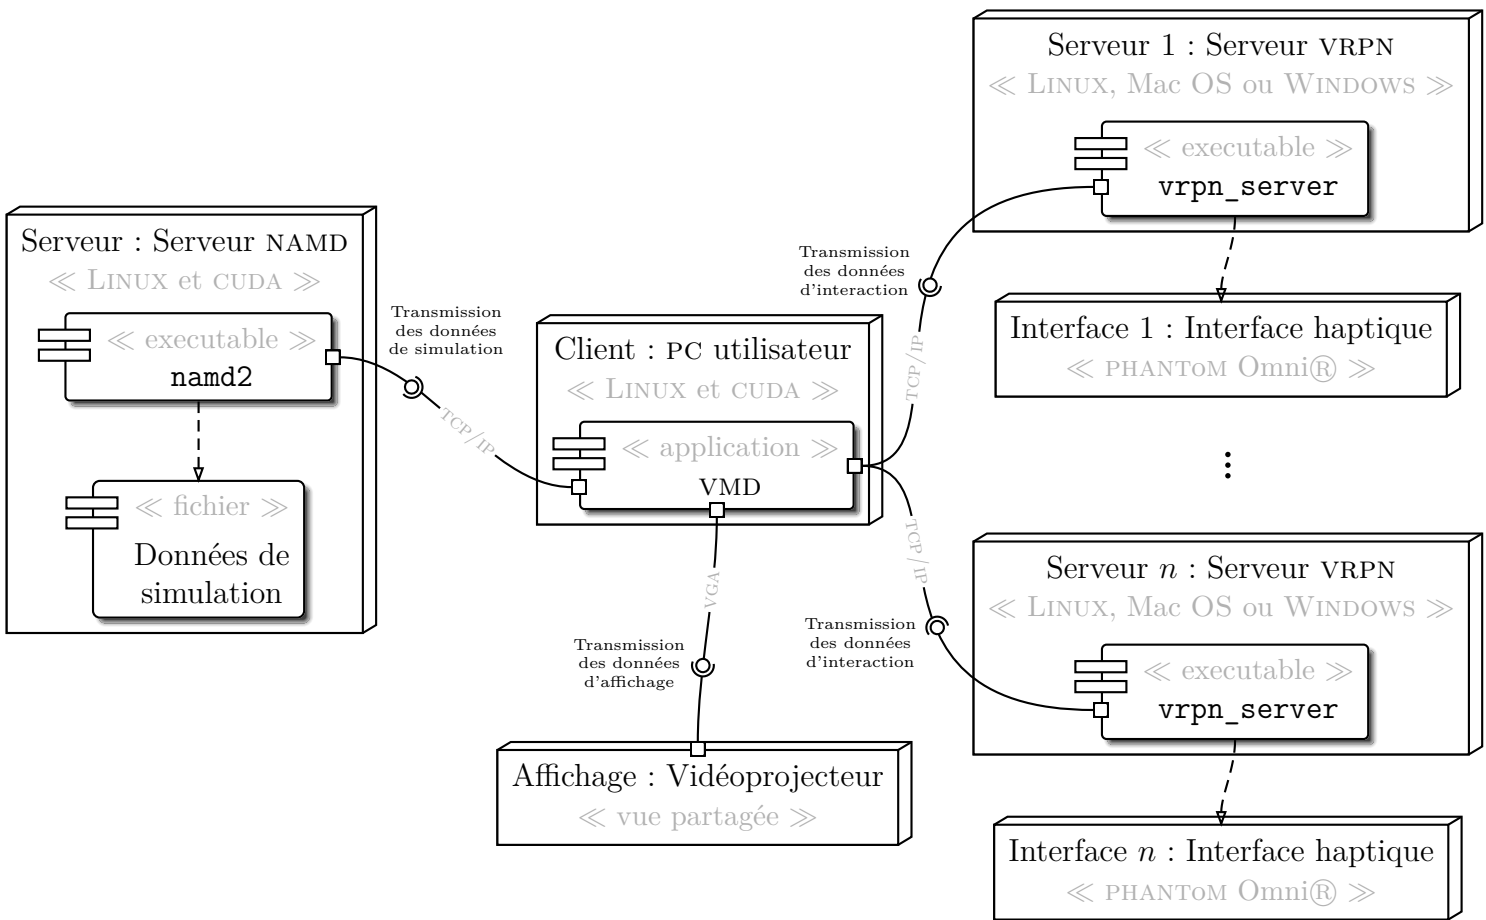 Serveur : Serveur NAMD
≪ LINUX et CUDA ≫
≪ executable ≫
namd2
≪ fichier ≫
Données de
simulation
Transmission
des données
de simulation
TCP/IP
Client : PC utilisateur
≪ LINUX et CUDA ≫
≪ application ≫
VMD
VGA
Transmission
des données
d'affichage
Affichage : Vidéoprojecteur
≪ vue partagée ≫
Transmission
des données
d'interaction
TCP/IP
Serveur 1 : Serveur VRPN
≪ LINUX, Mac OS ou WINDOWS ≫
≪ executable ≫
vrpn_server
Interface 1 : Interface haptique
≪ PHANTOM Omni® ≫
⋮
TCP/IP
Transmission
des données
d'interaction
Serveur n : Serveur VRPN
≪ LINUX, Mac OS ou WINDOWS ≫
≪ executable ≫
vrpn_server
Interface n : Interface haptique
≪ PHANTOM Omni® ≫